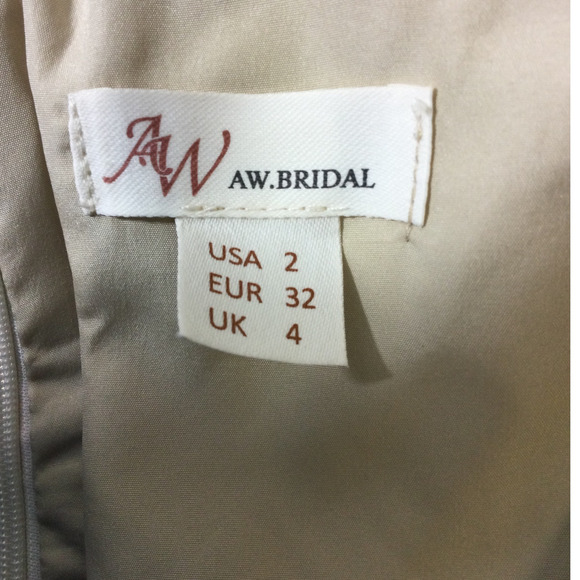 AW AW.BRIDAL
USA 2
EUR 32
UK 4